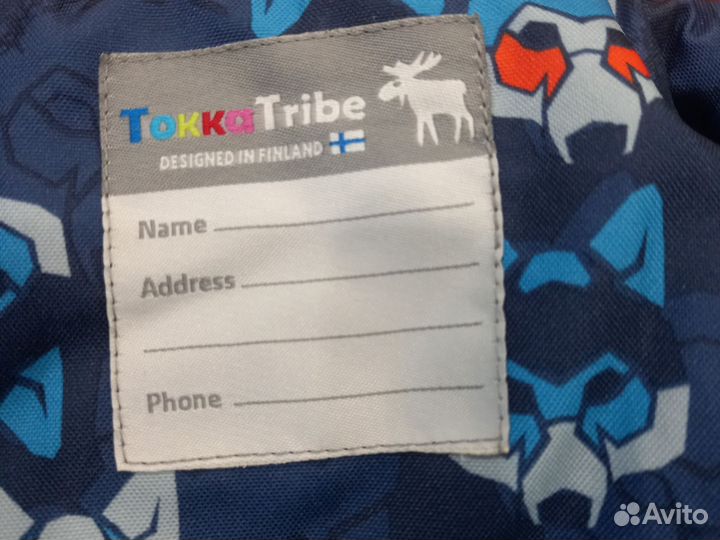 TokkaTribe
DESIGNED IN FINLAND
Name
Address
Phone
Avito